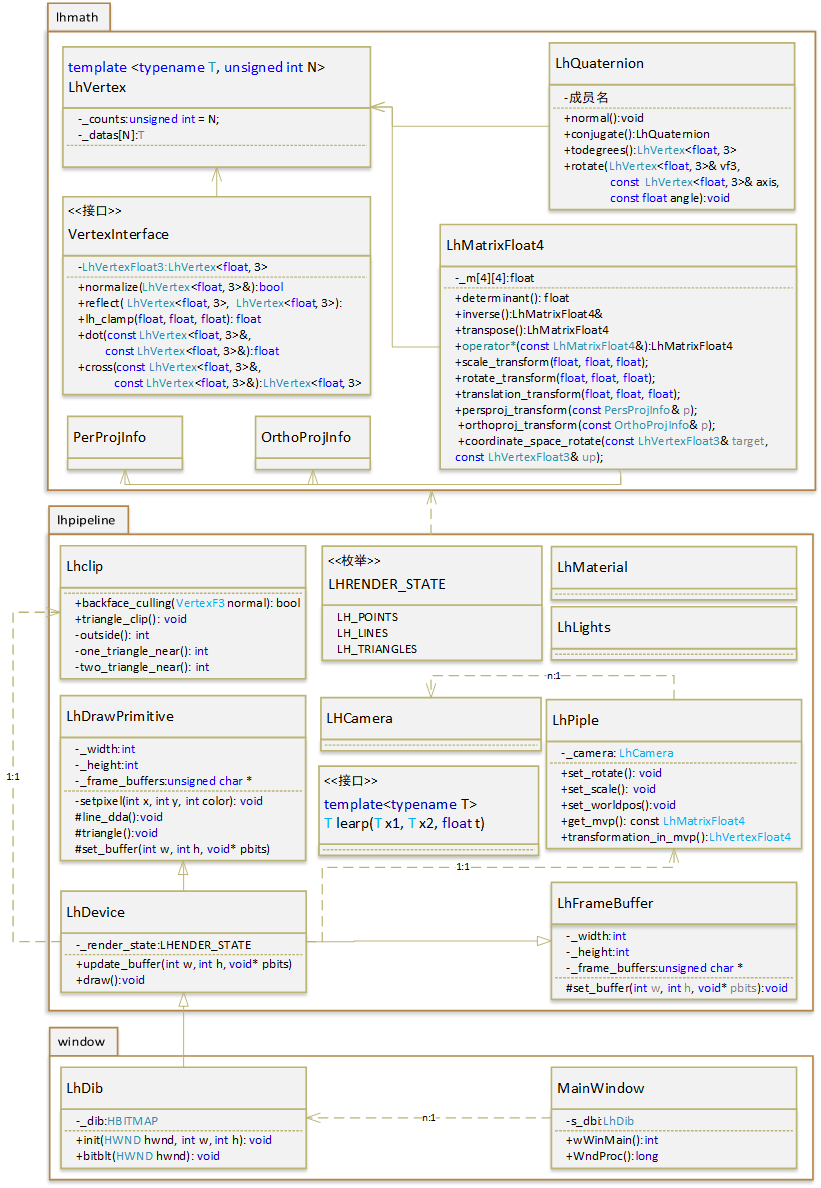 lhmath
template <typename T, unsigned int N>
LhVertex
-_counts:unsigned int = N;
-_datas[N]:T
LhQuaternion
-成员名
+normal():void
+conjugate():LhQuaternion
+todegrees():LhVertex<float, 3>
+rotate(LhVertex<float, 3>& vf3,
const LhVertex<float, 3>& axis,
const float angle):void
<<接口>>
VertexInterface
-LhVertexFloat3:LhVertex<float, 3>
+normalize(LhVertex<float, 3>&):bool
+reflect( LhVertex<float, 3>, LhVertex<float, 3>):
+lh_clamp(float, float, float): float
+dot(const LhVertex<float, 3>&,
const LhVertex<float, 3>&):float
+cross(const LhVertex<float, 3>&,
const LhVertex<float, 3>&):LhVertex<float, 3>
LhMatrixFloat4
-_m[4][4]:float
+determinant(): float
+inverse():LhMatrixFloat4&
+transpose():LhMatrixFloat4
+operator*(const LhMatrixFloat4&):LhMatrixFloat4
+scale_transform(float, float, float);
+rotate_transform(float, float, float);
+translation_transform(float, float, float);
+persproj_transform(const PersProjInfo& p);
+orthoproj_transform(const OrthoProjInfo& p);
+coordinate_space_rotate(const LhVertexFloat3& target,
const LhVertexFloat3& up);
PerProjInfo
OrthoProjInfo
lhpipeline
Lhclip
+backface_culling(VertexF3 normal): bool
+triangle_clip(): void
-outside(): int
-one_triangle_near(): int
-two_triangle_near(): int
<<枚举>>
LHRENDER_STATE
LH_POINTS
LH_LINES
LH_TRIANGLES
LhMaterial
LhLights
n:1
LhDrawPrimitive
-_width:int
-_height:int
-_frame_buffers:unsigned char *
-setpixel(int x, int y, int color): void
#line_dda():void
#triangle():void
#set_buffer(int w, int h, void* pbits)
1:1
LHCamera
<<接口>>
template<typename T>
T learp(T x1, T x2, float t)
LhPiple
-_camera: LhCamera
+set_rotate(): void
+set_scale(): void
+set_worldpos():void
+get_mvp(): const LhMatrixFloat4
+transformation_in_mvp():LhVertexFloat4
1:1
LhDevice
-_render_state:LHENDER_STATE
+update_buffer(int w, int h, void* pbits)
+draw():void
LhFrameBuffer
-_width:int
-_height:int
-_frame_buffers:unsigned char *
#set_buffer(int w, int h, void* pbits):void
window
LhDib
-_dib:HBITMAP
+init(HWND hwnd, int w, int h): void
+bitblt(HWND hwnd): void
n:1
MainWindow
-s_dbi:LhDib
+wWinMain():int
+WndProc():long